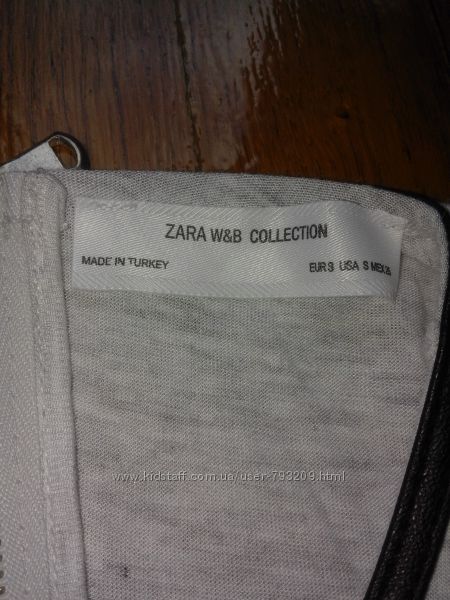 ZARA W&B COLLECTION
MADE IN TURKEY EUR S USA S MEX 26
www.kidstaff.com.ua/user-793209.html